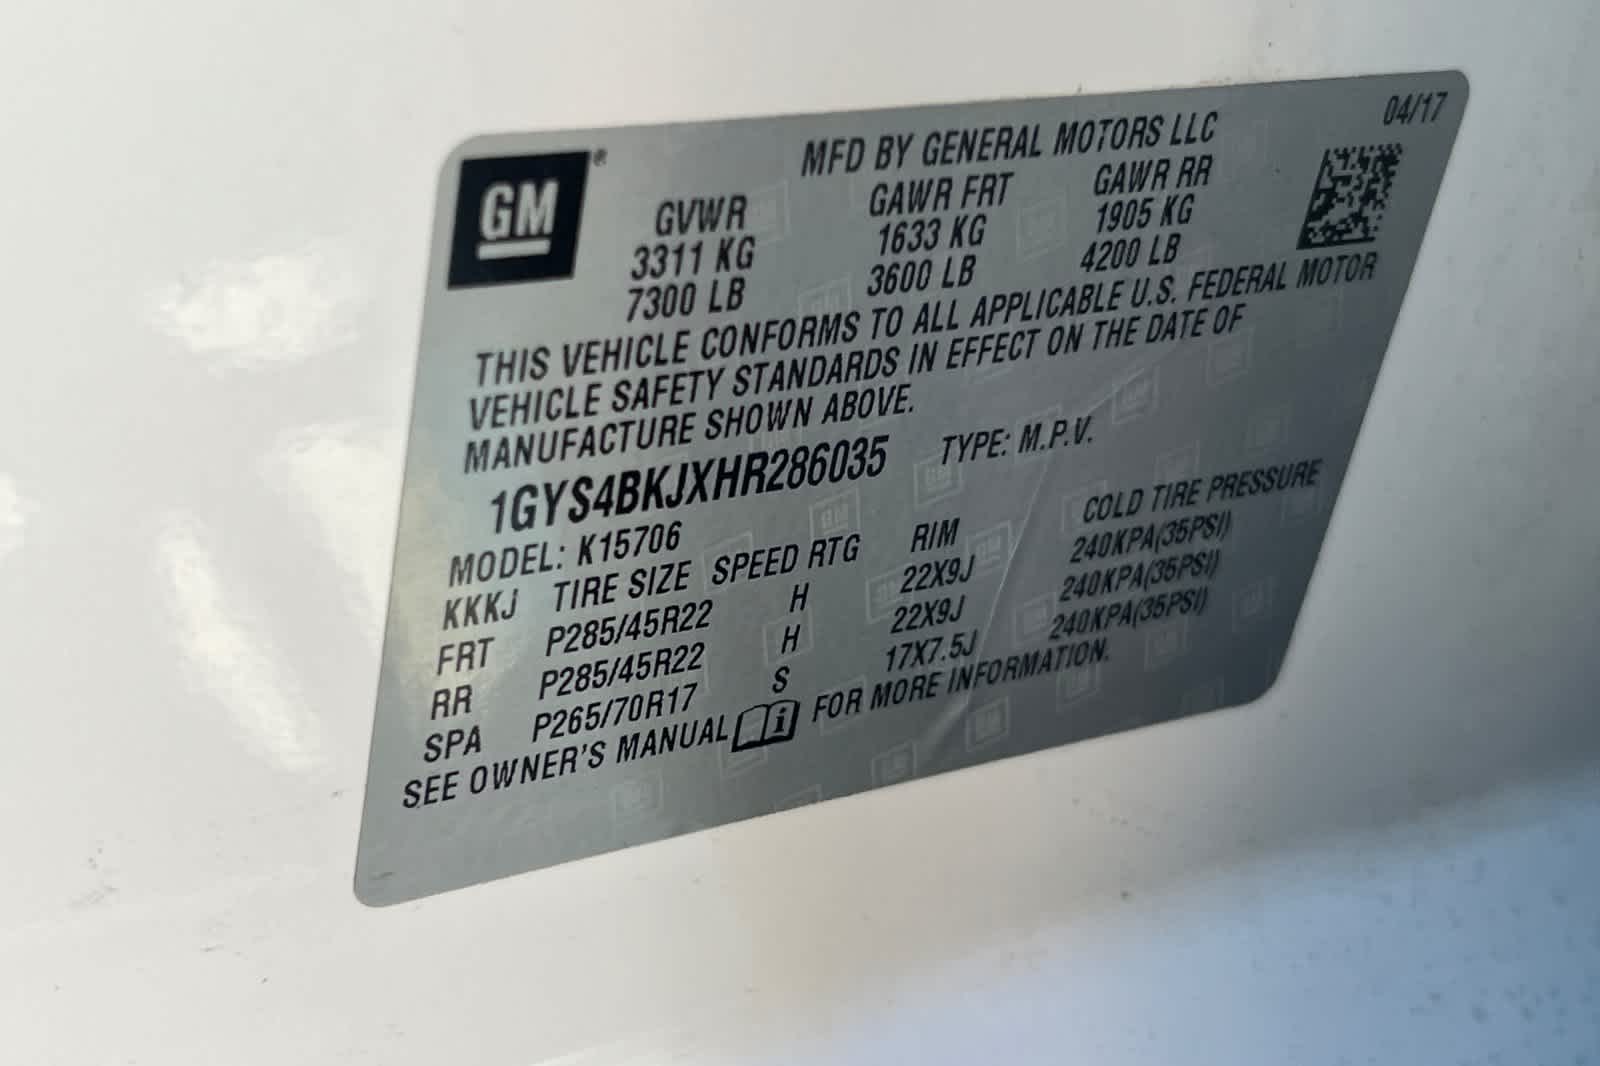 GM®
MFD BY GENERAL MOTORS LLC 04/17
GVWR GAWR FRT GAWR RR
3311 KG 1633 KG 1905 KG
7300 LB 3600 LB 4200 LB
THIS VEHICLE CONFORMS TO ALL APPLICABLE U.S. FEDERAL MOTOR
VEHICLE SAFETY STANDARDS IN EFFECT ON THE DATE OF
MANUFACTURE SHOWN ABOVE.
1GYS4BKJXHR286035 TYPE: M.P.V.
MODEL: K15706
KKKJ TIRE SIZE SPEED RTG RIM COLD TIRE PRESSURE
FRT P285/45R22 H 22X9J 240KPA(35PSI)
RR P285/45R22 H 22X9J 240KPA(35PSI)
SPA P265/70R17 S 17X7.5J 240KPA(35PSI)
SEE OWNER'S MANUAL i FOR MORE INFORMATION.